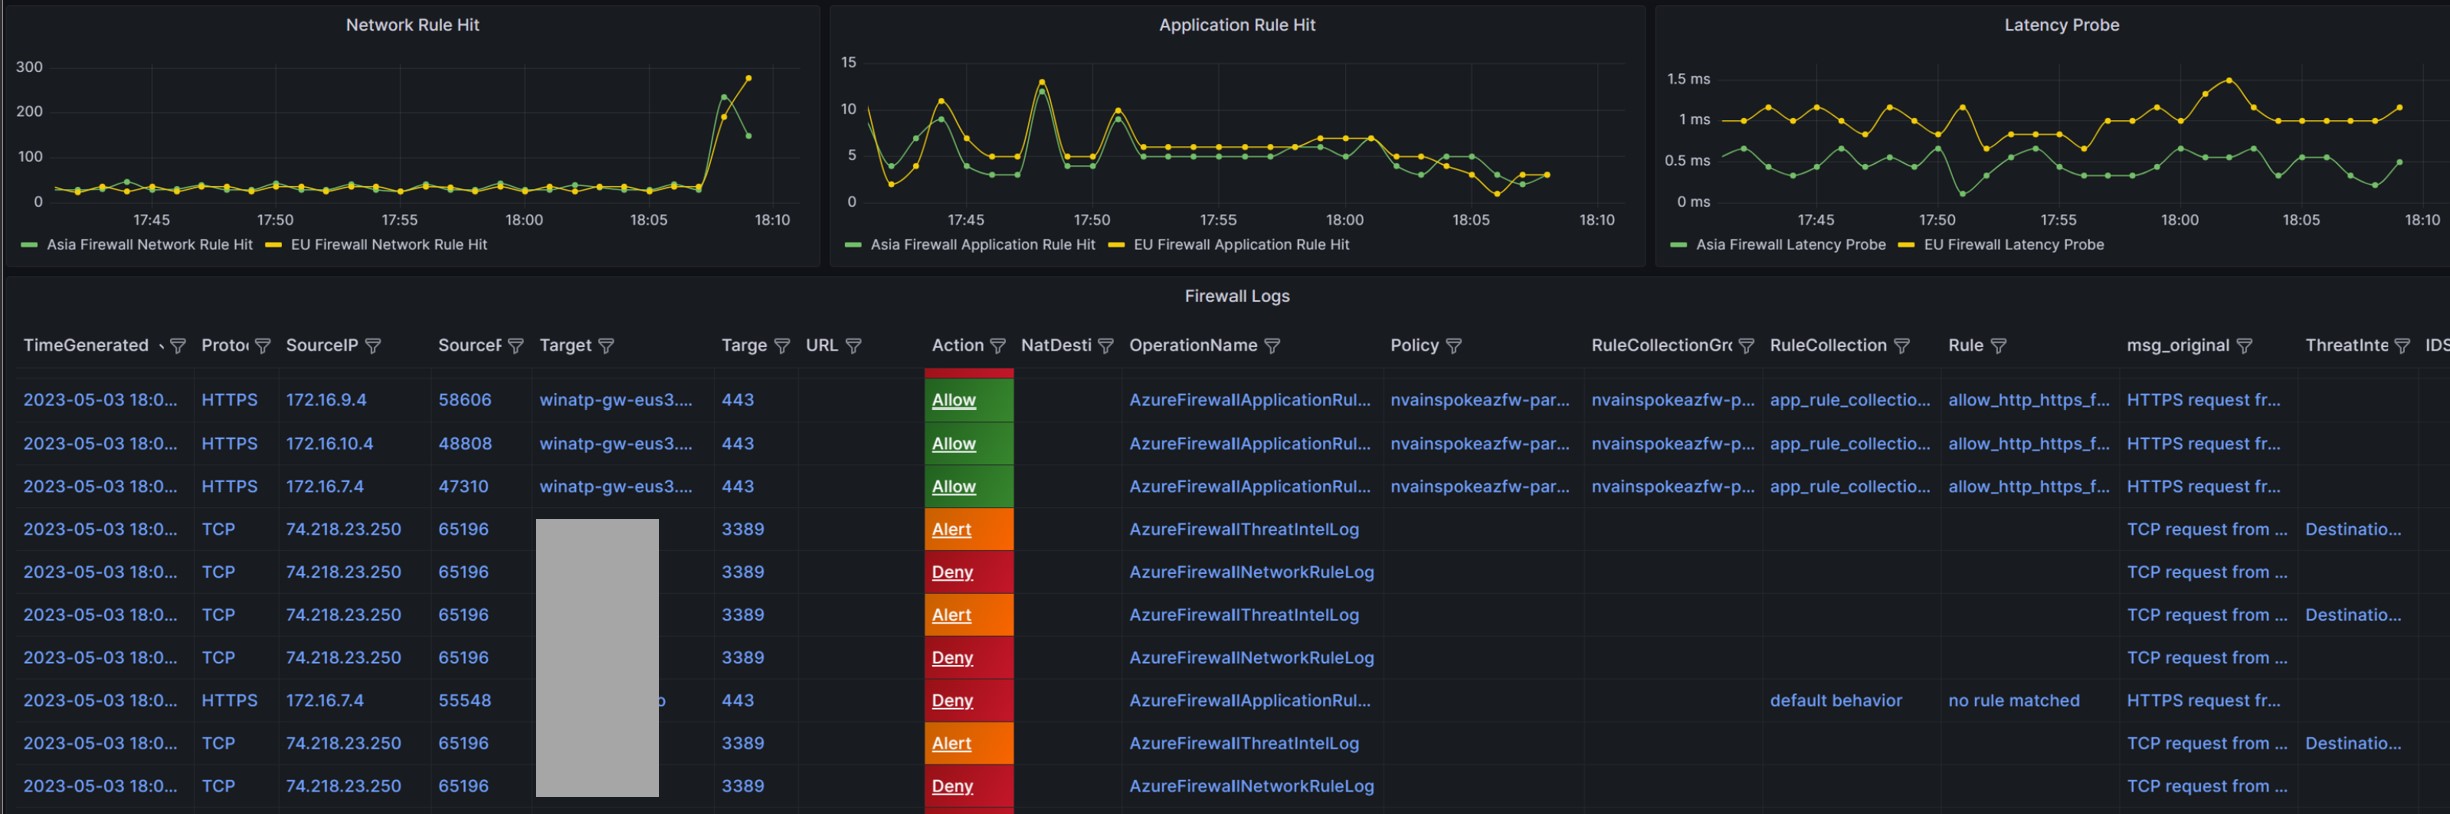 Network Rule Hit
300
200
100
0
17:45 17:50 17:55 18:00 18:05 18:10
Asia Firewall Network Rule Hit EU Firewall Network Rule Hit
Application Rule Hit
15
10
5
0
17:45 17:50 17:55 18:00 18:05 18:10
Asia Firewall Application Rule Hit EU Firewall Application Rule Hit
Latency Probe
1.5 ms
1 ms
0.5 ms
0 ms
17:45 17:50 17:55 18:00 18:05 18:10
Asia Firewall Latency Probe EU Firewall Latency Probe
Firewall Logs
TimeGenerated Proto SourceIP SourceP Target Targe URL Action NatDesti OperationName Policy RuleCollectionGro RuleCollection Rule msg_original ThreatInte IDS
2023-05-03 18:0... HTTPS 172.16.9.4 58606 winatp-gw-eus3.... 443 Allow AzureFirewallApplicationRul... nvainspokeazfw-par... nvainspokeazfw-p... app_rule_collectio... allow_http_https_f... HTTPS request fr...
2023-05-03 18:0... HTTPS 172.16.10.4 48808 winatp-gw-eus3.... 443 Allow AzureFirewallApplicationRul... nvainspokeazfw-par... nvainspokeazfw-p... app_rule_collectio... allow_http_https_f... HTTPS request fr...
2023-05-03 18:0... HTTPS 172.16.7.4 47310 winatp-gw-eus3.... 443 Allow AzureFirewallApplicationRul... nvainspokeazfw-par... nvainspokeazfw-p... app_rule_collectio... allow_http_https_f... HTTPS request fr...
2023-05-03 18:0... TCP 74.218.23.250 65196 3389 Alert AzureFirewallThreatIntelLog TCP request from ... Destinatio...
2023-05-03 18:0... TCP 74.218.23.250 65196 3389 Deny AzureFirewallNetworkRuleLog TCP request from ...
2023-05-03 18:0... TCP 74.218.23.250 65196 3389 Alert AzureFirewallThreatIntelLog TCP request from ... Destinatio...
2023-05-03 18:0... TCP 74.218.23.250 65196 3389 Deny AzureFirewallNetworkRuleLog TCP request from ...
2023-05-03 18:0... HTTPS 172.16.7.4 55548 443 Deny AzureFirewallApplicationRul... default behavior no rule matched HTTPS request fr...
2023-05-03 18:0... TCP 74.218.23.250 65196 3389 Alert AzureFirewallThreatIntelLog TCP request from ... Destinatio...
2023-05-03 18:0... TCP 74.218.23.250 65196 3389 Deny AzureFirewallNetworkRuleLog TCP request from ...